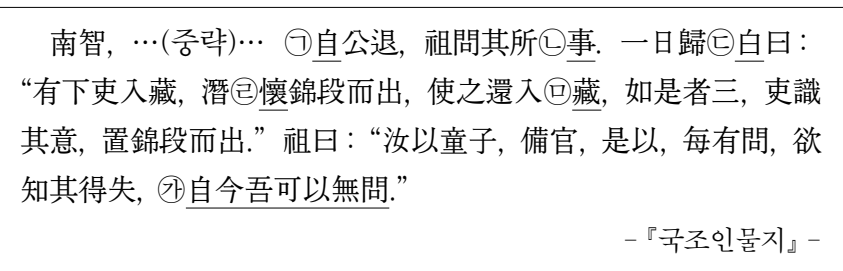 南智, …(중략)… ㉠自公退, 祖問其所㉡事. 一日歸㉢白曰:
“有下吏入藏, 潛㉣懷錦段而出, 使之還入㉤藏, 如是者三, 吏識
其意, 置錦段而出.” 祖曰: “汝以童子, 備官, 是以, 每有問, 欲
知其得失, ㉮自今吾可以無問.”
-『국조인물지』-